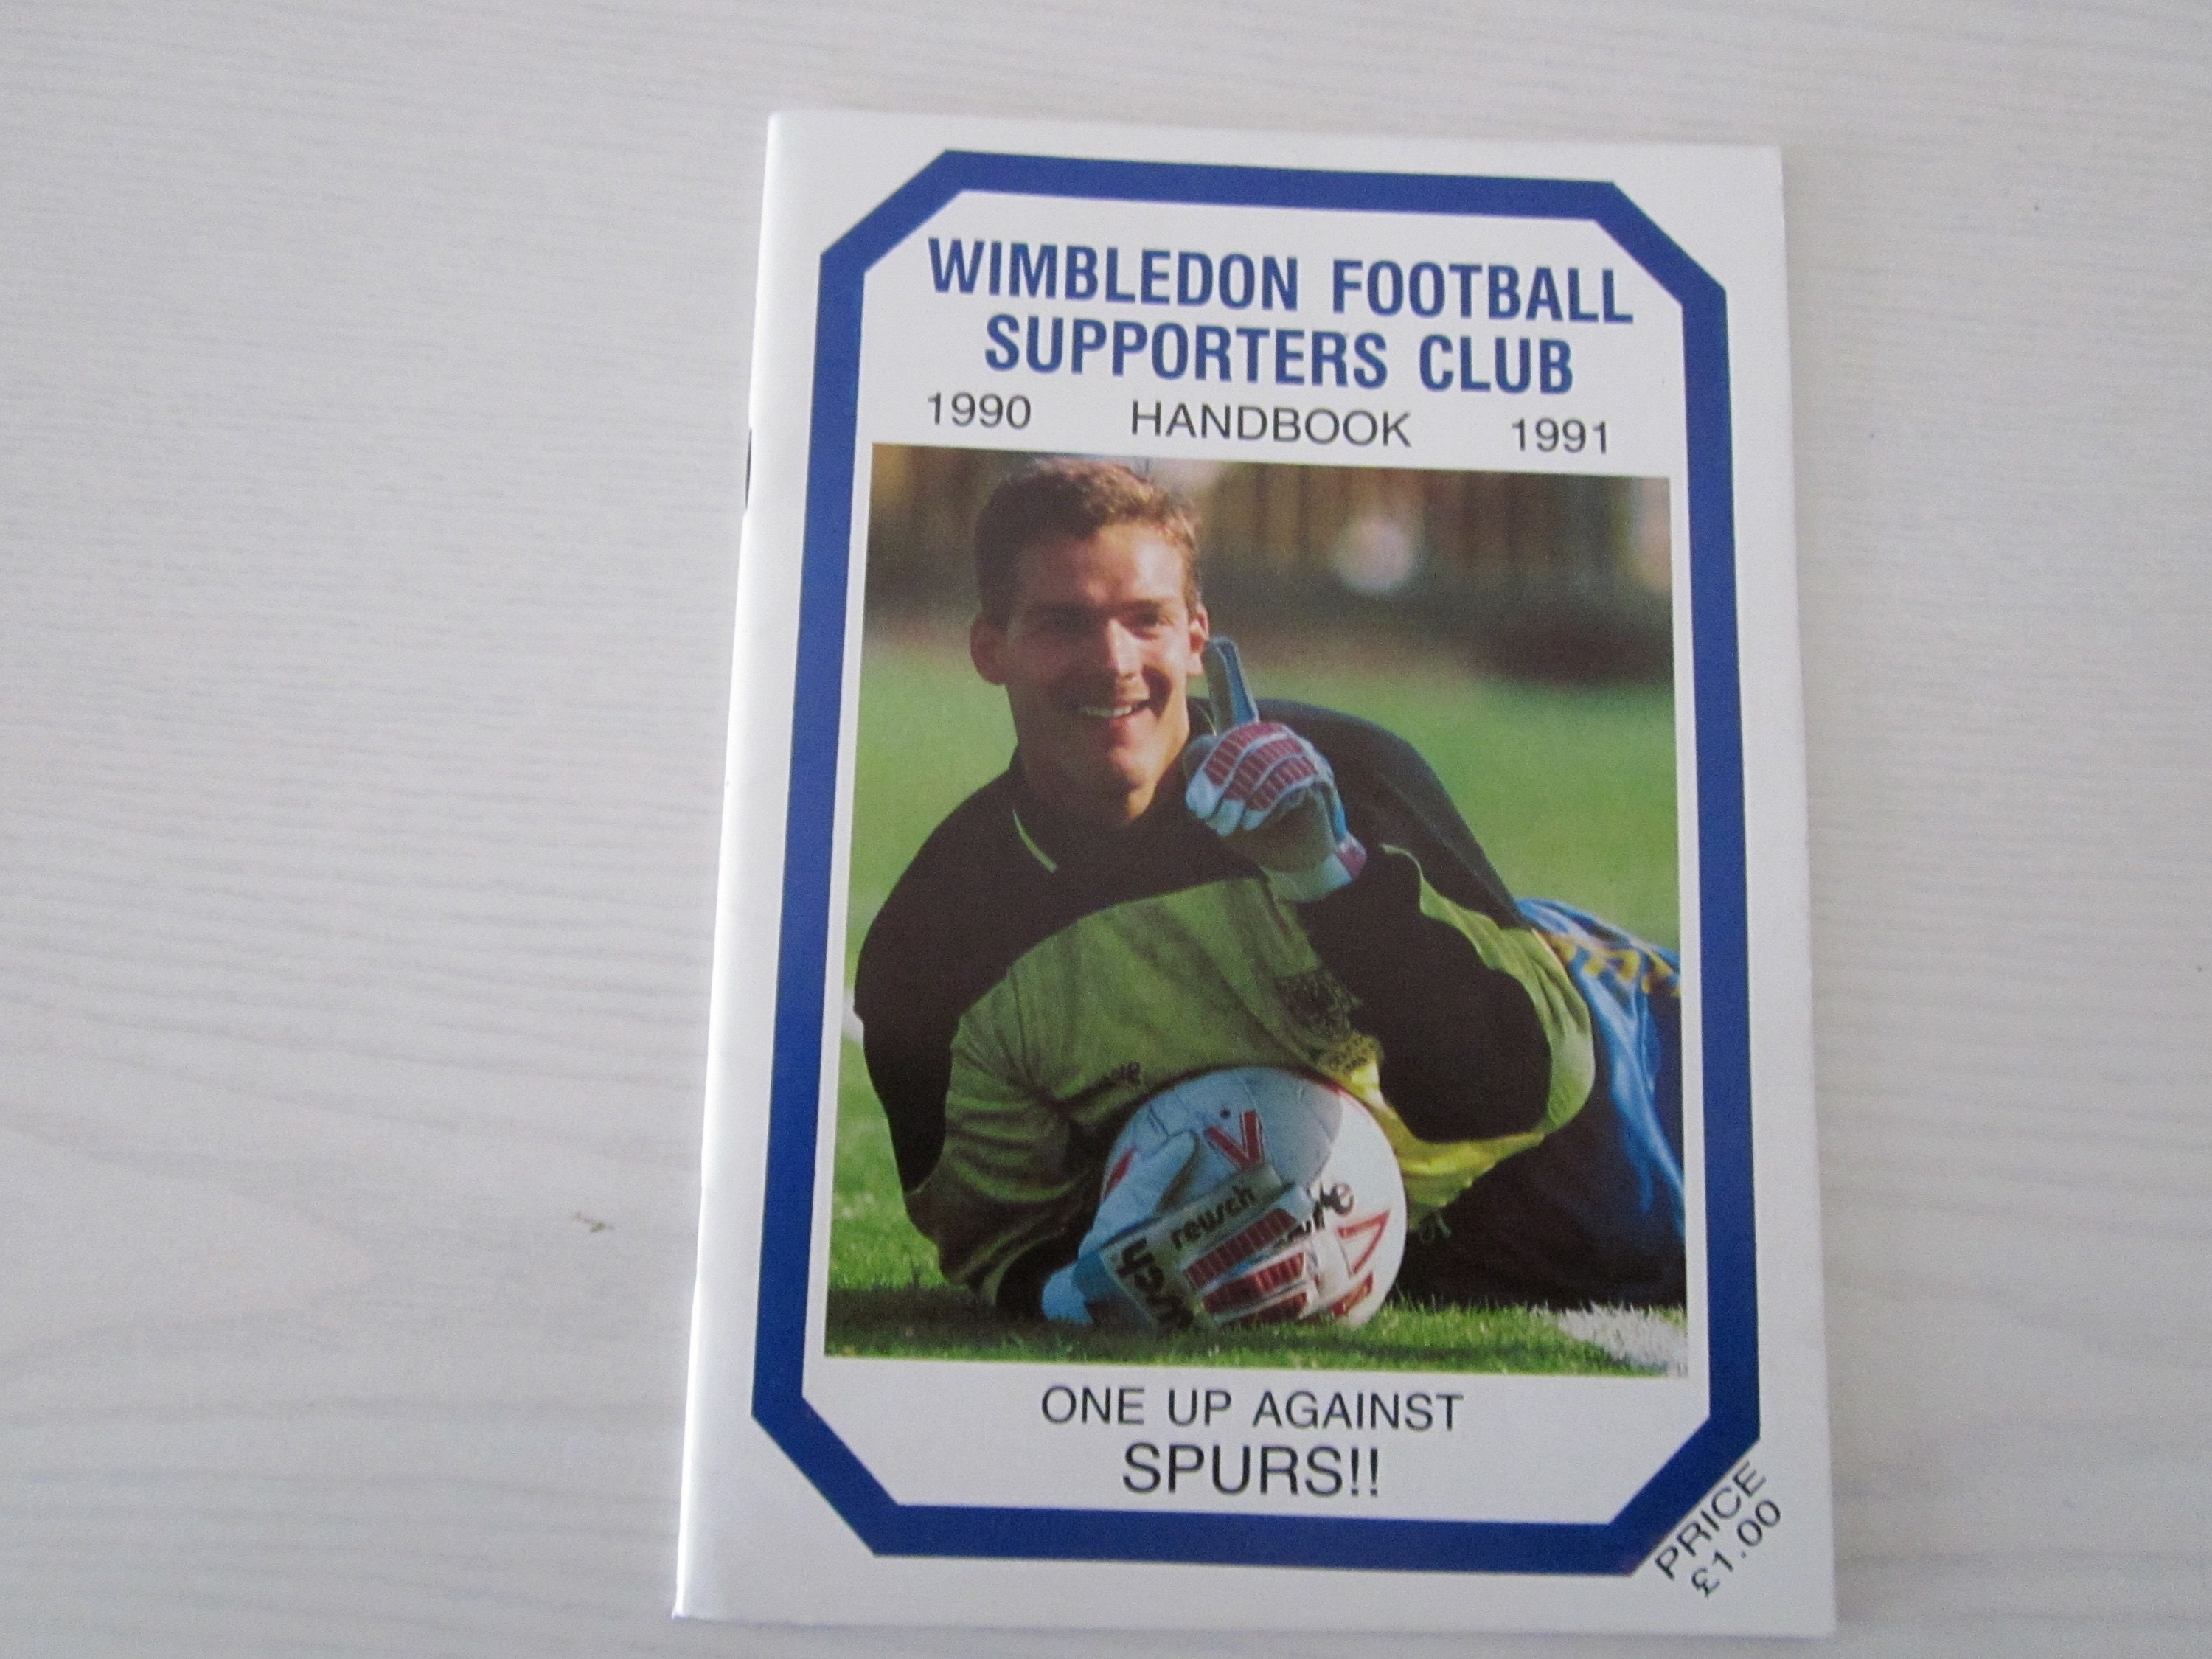 WIMBLEDON FOOTBALL
SUPPORTERS CLUB
1990 HANDBOOK 1991
reusch
ONE UP AGAINST
SPURS!!
PRICE
£1.00